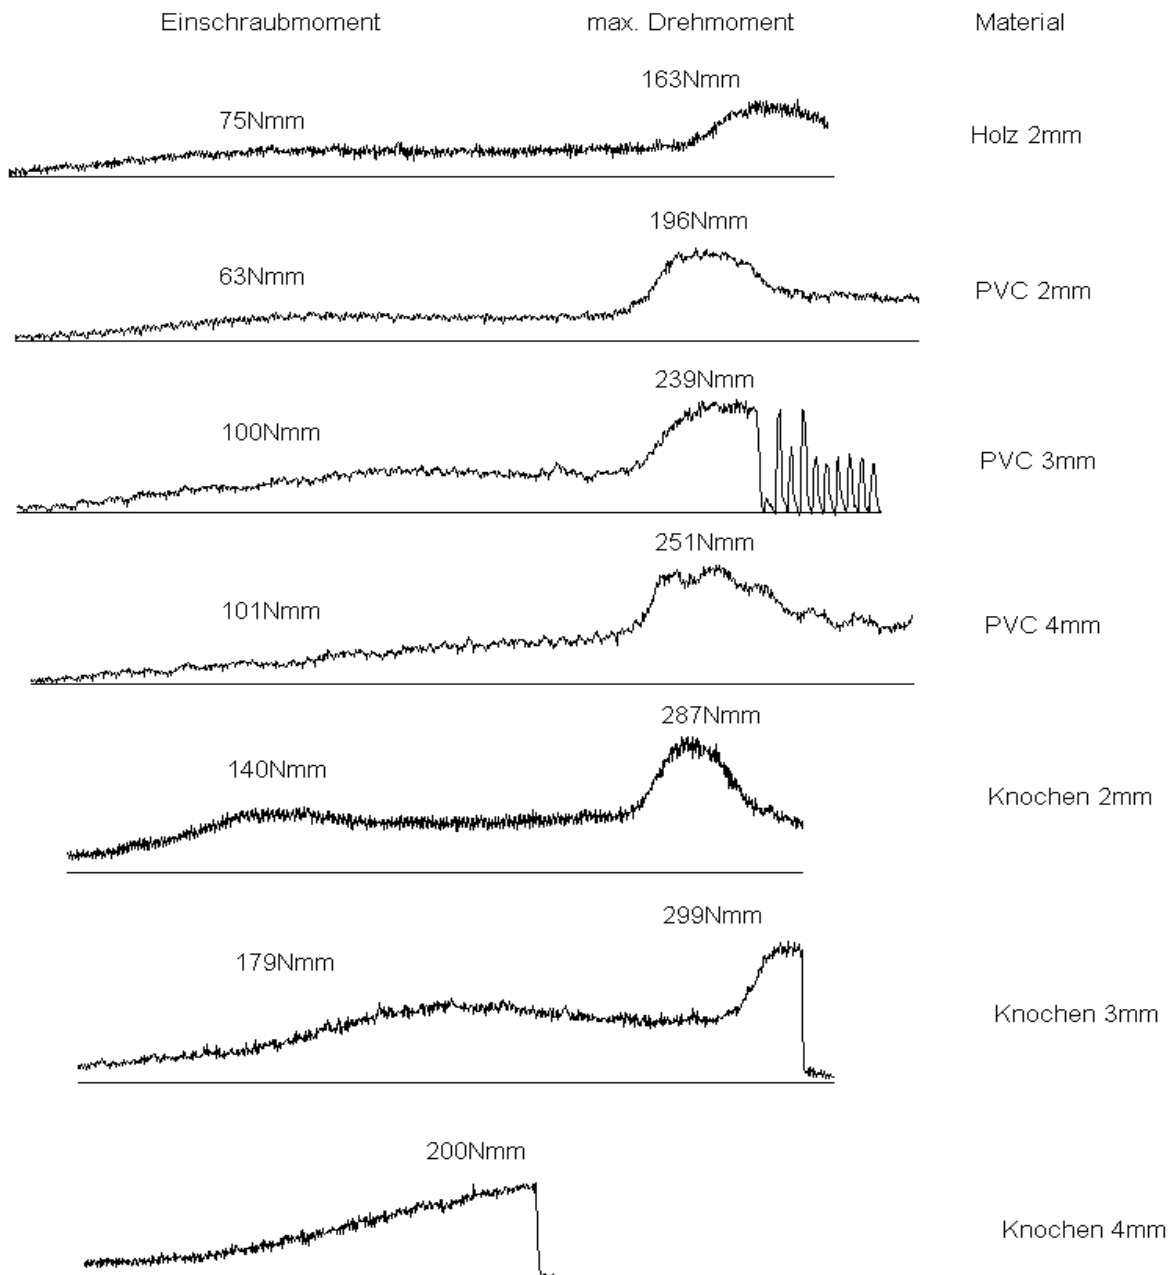 Einschraubmoment max. Drehmoment Material
163Nmm
75Nmm
Holz 2mm
196Nmm
63Nmm
PVC 2mm
239Nmm
100Nmm
PVC 3mm
251Nmm
101Nmm
PVC 4mm
287Nmm
140Nmm
Knochen 2mm
299Nmm
179Nmm
Knochen 3mm
200Nmm
Knochen 4mm